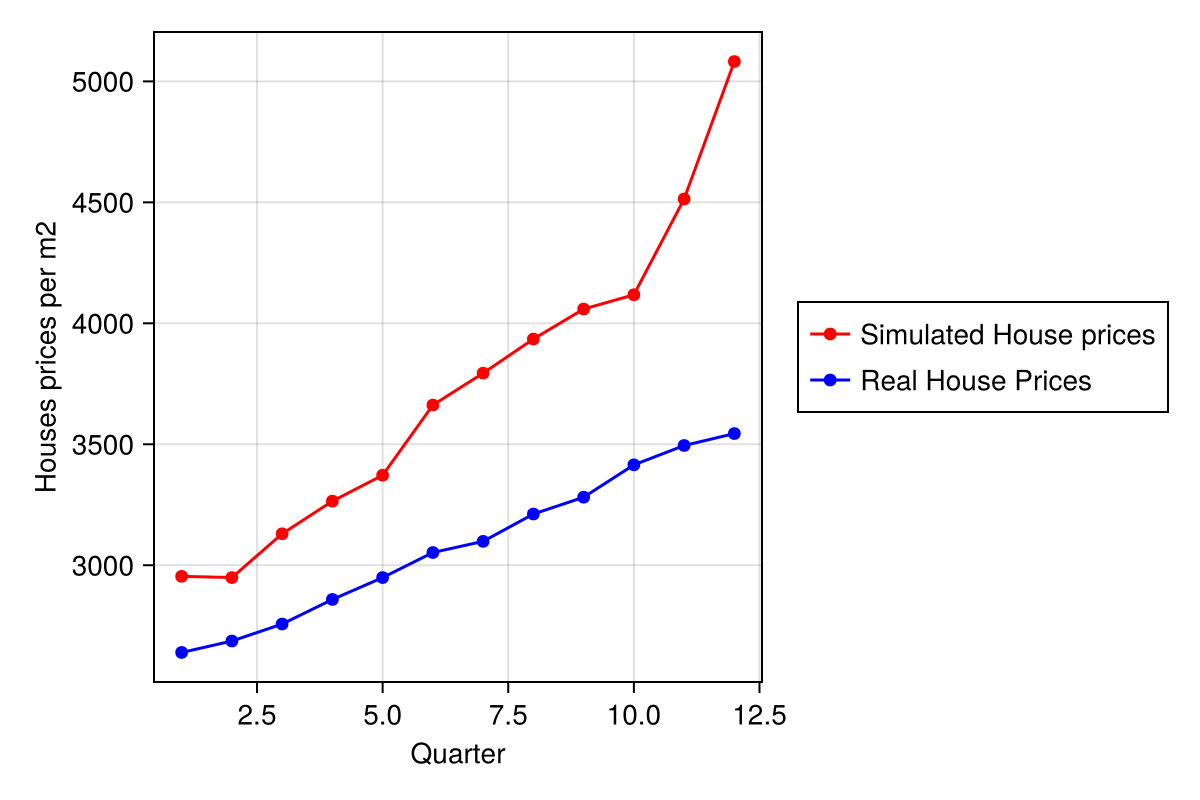 5000
4500
4000
3500
3000
Houses prices per m2
2.5 5.0 7.5 10.0 12.5
Quarter
Simulated House prices
Real House Prices